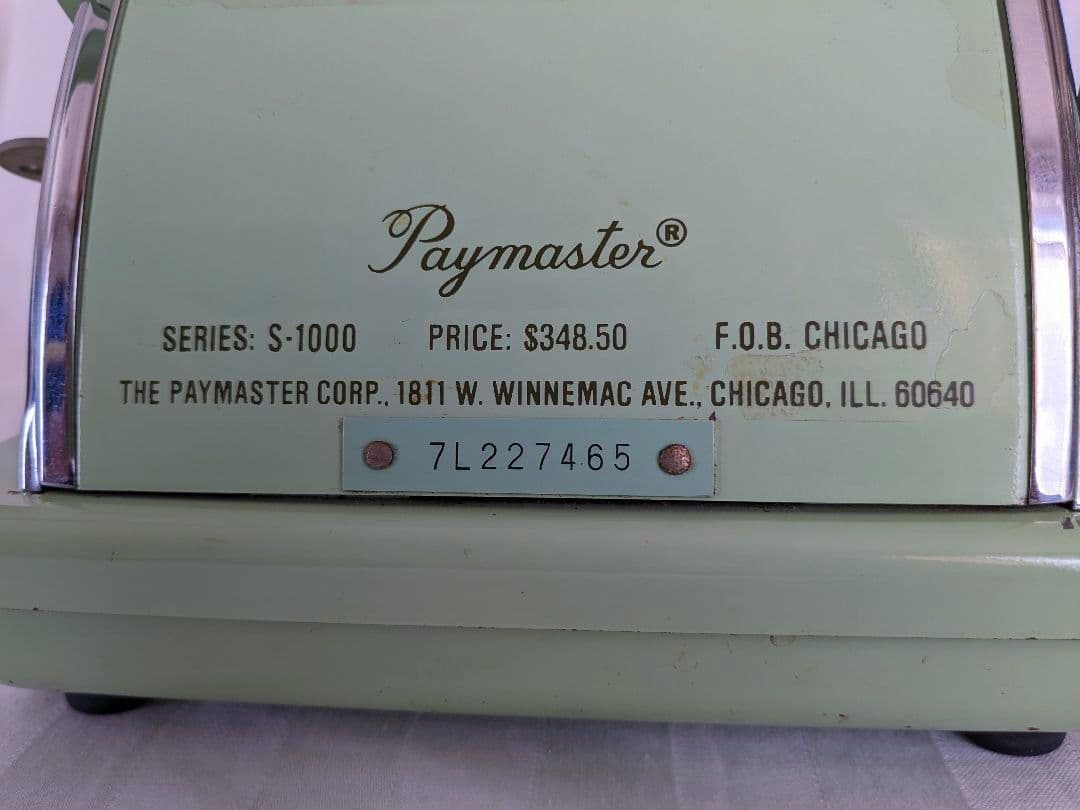 Paymaster®
SERIES: S-1000 PRICE: $348.50 F.O.B. CHICAGO
THE PAYMASTER CORP., 1811 W. WINNEMAC AVE., CHICAGO, ILL. 60640
7L227465